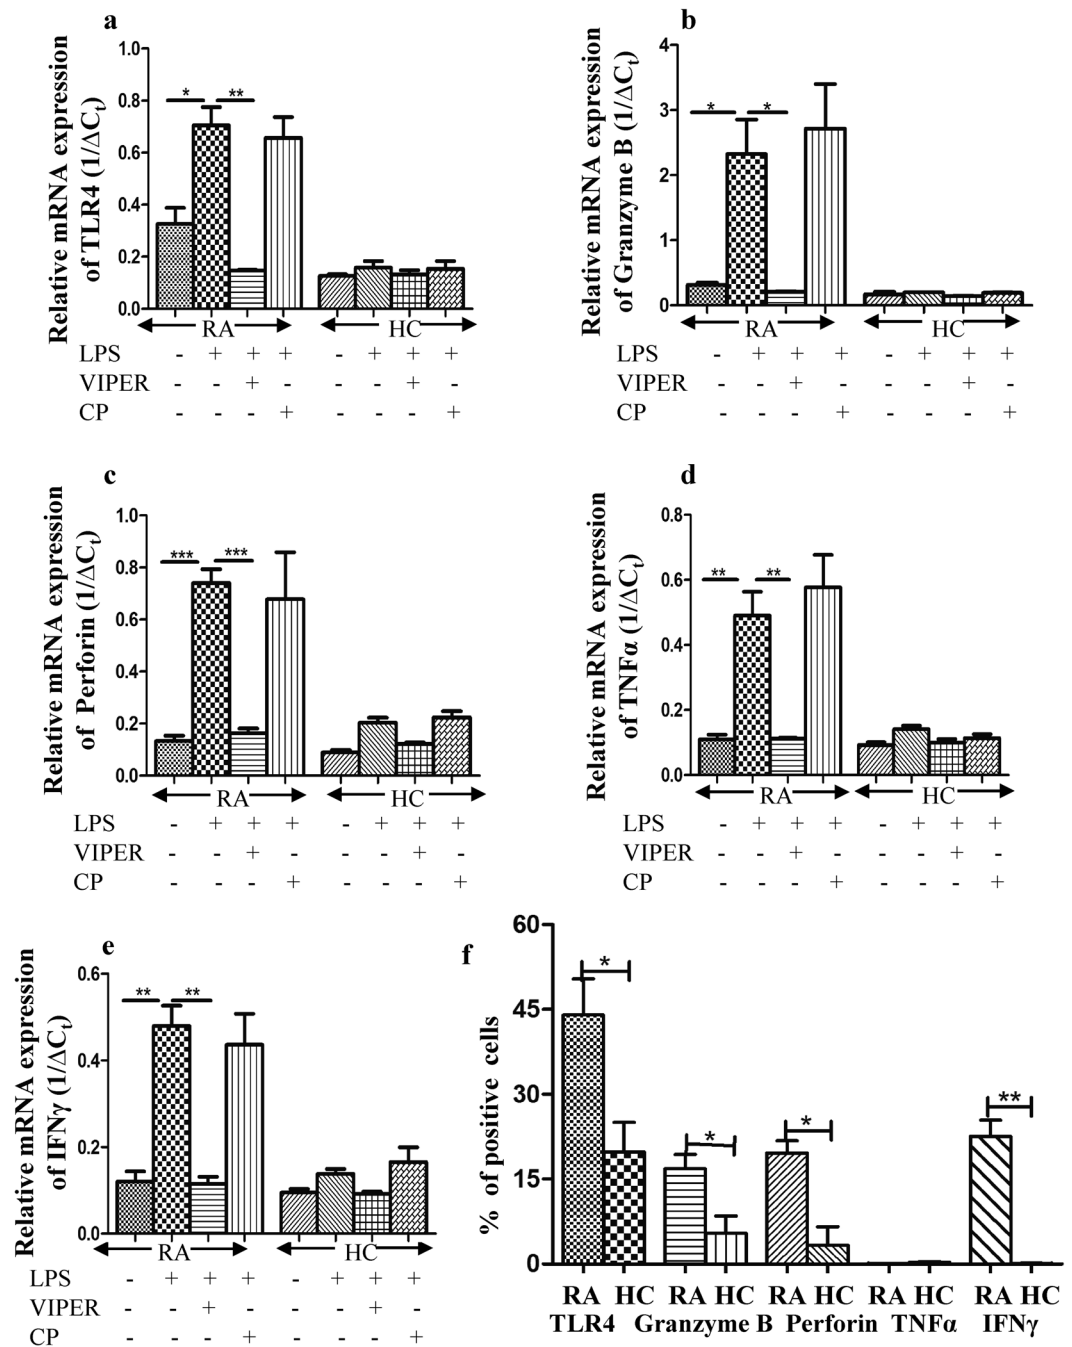 a
Relative mRNA expression
of TLR4 (1/ΔCt)
1.0
0.8
0.6
0.4
0.2
0.0
* **
RA HC
LPS - + + + - + + +
VIPER - - + - - + -
CP - - - + - - - +
b
Relative mRNA expression
of Granzyme B (1/ΔCt)
4
3
2
1
0
* *
RA HC
LPS - + + + - + + +
VIPER - - + - - +
CP - - - + - - - +
c
Relative mRNA expression
of Perforin (1/ΔCt)
1.0
0.8
0.6
0.4
0.2
0.0
*** ***
RA HC
LPS - + + + - + + +
VIPER - - + - - +
CP - - - + - - - +
d
Relative mRNA expression
of TNFα (1/ΔCt)
0.8
0.6
0.4
0.2
0.0
** **
RA HC
LPS - + + + - + + +
VIPER - - + - - +
CP - - - + - - - +
e
Relative mRNA expression
of IFNγ (1/ΔCt)
0.6
0.4
0.2
0.0
** **
RA HC
LPS - + + + - + + +
VIPER - - + - - +
CP - - - + - - - +
f
% of positive cells
60
45
30
15
0
* * * **
RA HC RA HC RA HC RA HC RA HC
TLR4 Granzyme B Perforin TNFα IFNγ